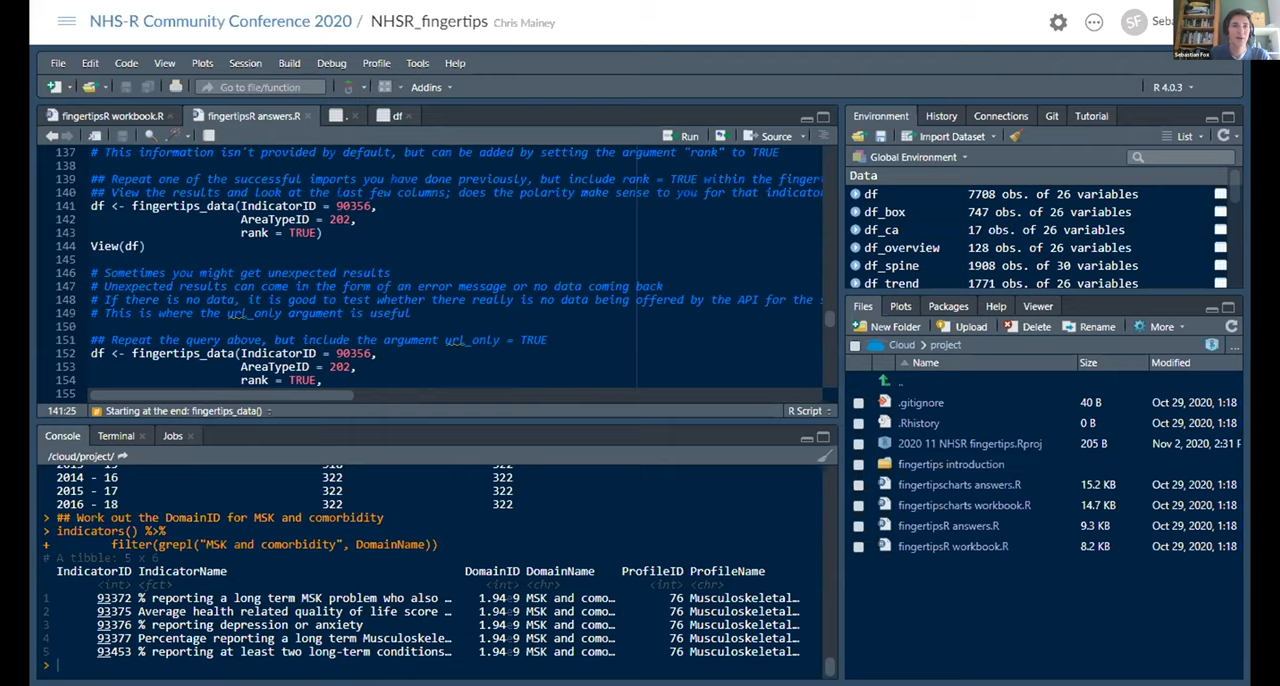 NHS-R Community Conference 2020 / NHSR_fingertips Chris Mainey
SF Seba
Sebastian Fox
File Edit Code View Plots Session Build Debug Profile Tools Help
Go to file/function Addins R 4.0.3
fingertipsR workbook.R fingertipsR answers.R . df
Run Source
137 # This information isn't provided by default, but can be added by setting the argument "rank" to TRUE
138
139 ## Repeat one of the successful imports you have done previously, but include rank = TRUE within the finger
140 ## View the results and look at the last few columns; does the polarity make sense to you for that indicator
141 df <- fingertips_data(IndicatorID = 90356,
142 AreaTypeID = 202,
143 rank = TRUE)
144 View(df)
145
146 # Sometimes you might get unexpected results
147 # Unexpected results can come in the form of an error message or no data coming back
148 # If there is no data, it is good to test whether there really is no data being offered by the API for the s
149 # This is where the url_only argument is useful
150
151 ## Repeat the query above, but include the argument url_only = TRUE
152 df <- fingertips_data(IndicatorID = 90356,
153 AreaTypeID = 202,
154 rank = TRUE,
155
141:25 Starting at the end: fingertips_data() R Script
Console Terminal Jobs
/cloud/project/
2014 - 16 322 322
2015 - 17 322 322
2016 - 18 322 322
> ## Work out the DomainID for MSK and comorbidity
> indicators() %>%
+ filter(grepl("MSK and comorbidity", DomainName))
# A tibble: 5 x 6
IndicatorID IndicatorName DomainID DomainName ProfileID ProfileName
<int> <fct> <int> <chr> <int> <chr>
1 93372 % reporting a long term MSK problem who also … 1.94e9 MSK and como… 76 Musculoskeletal…
2 93375 Average health related quality of life score … 1.94e9 MSK and como… 76 Musculoskeletal…
3 93376 % reporting depression or anxiety 1.94e9 MSK and como… 76 Musculoskeletal…
4 93377 Percentage reporting a long term Musculoskele… 1.94e9 MSK and como… 76 Musculoskeletal…
5 93453 % reporting at least two long-term conditions… 1.94e9 MSK and como… 76 Musculoskeletal…
>
Environment History Connections Git Tutorial
Import Dataset List
Global Environment
Data
df 7708 obs. of 26 variables
df_box 747 obs. of 26 variables
df_ca 17 obs. of 26 variables
df_overview 128 obs. of 26 variables
df_spine 1908 obs. of 30 variables
df_trend 1771 obs. of 26 variables
Files Plots Packages Help Viewer
New Folder Upload Delete Rename More
Cloud project ...
Name Size Modified
..
.gitignore 40 B Oct 29, 2020, 1:18
.Rhistory 0 B Oct 29, 2020, 1:18
2020 11 NHSR fingertips.Rproj 205 B Nov 2, 2020, 2:31 P
fingertips introduction
fingertipscharts answers.R 15.2 KB Oct 29, 2020, 1:18
fingertipscharts workbook.R 14.7 KB Oct 29, 2020, 1:18
fingertipsR answers.R 9.3 KB Oct 29, 2020, 1:18
fingertipsR workbook.R 8.2 KB Oct 29, 2020, 1:18